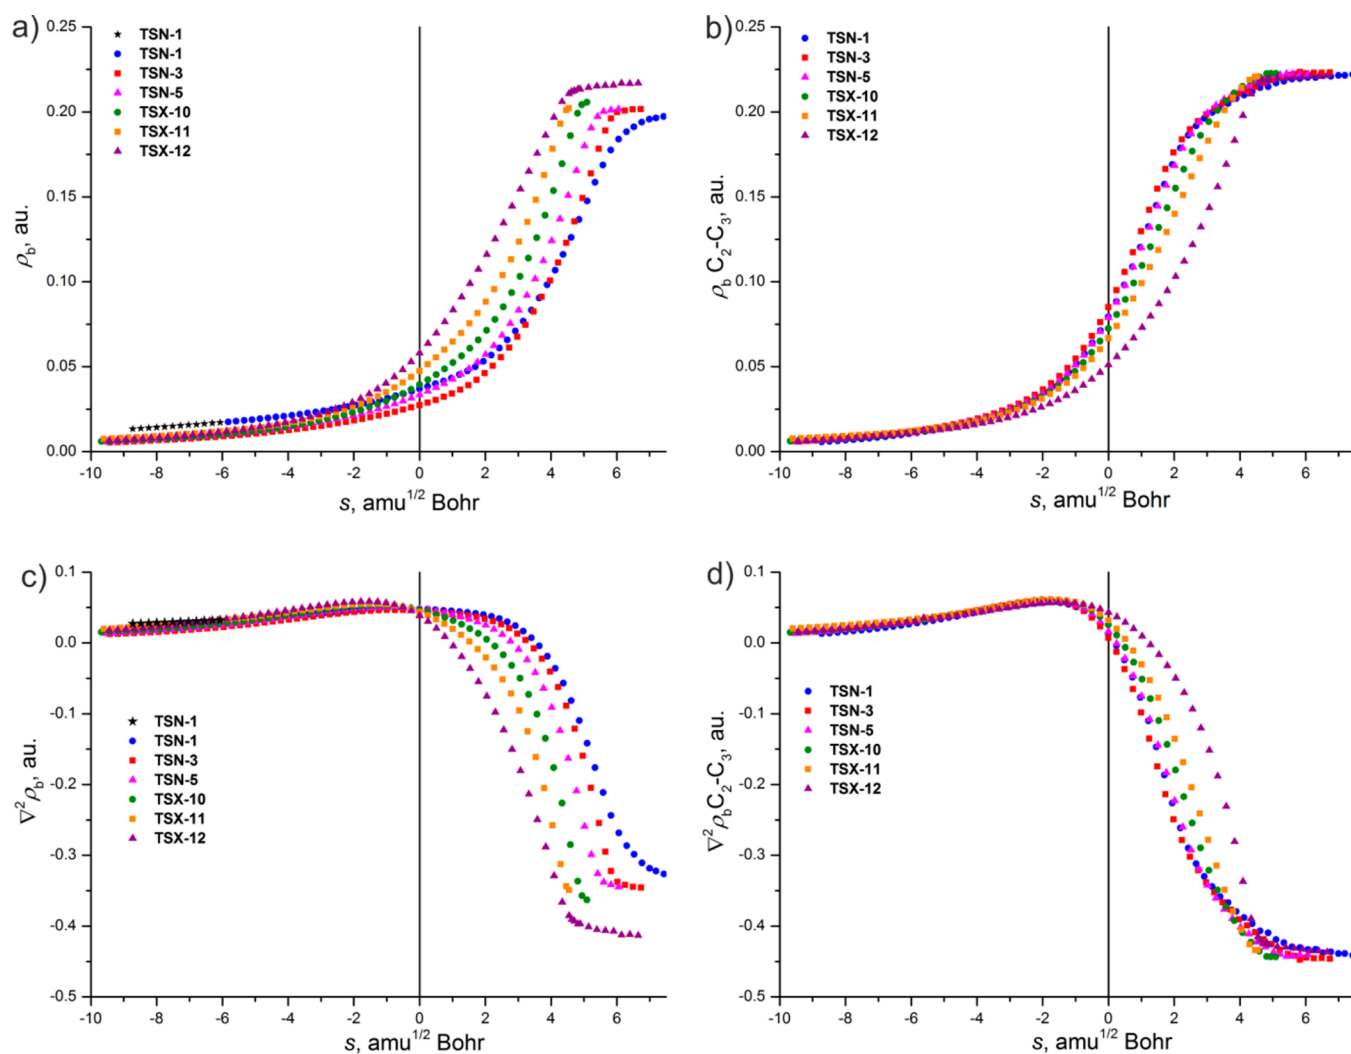 a)
0.25
0.20
0.15
0.10
0.05
0.00
ρb, au.
TSN-1
TSN-1
TSN-3
TSN-5
TSX-10
TSX-11
TSX-12
-10 -8 -6 -4 -2 0 2 4 6
s, amu1/2 Bohr
b)
0.25
0.20
0.15
0.10
0.05
0.00
ρb C2-C3, au.
TSN-1
TSN-3
TSN-5
TSX-10
TSX-11
TSX-12
-10 -8 -6 -4 -2 0 2 4 6
s, amu1/2 Bohr
c)
0.1
0.0
-0.1
-0.2
-0.3
-0.4
-0.5
∇2ρb, au.
TSN-1
TSN-1
TSN-3
TSN-5
TSX-10
TSX-11
TSX-12
-10 -8 -6 -4 -2 0 2 4 6
s, amu1/2 Bohr
d)
0.1
0.0
-0.1
-0.2
-0.3
-0.4
-0.5
∇2ρbC2-C3, au.
TSN-1
TSN-3
TSN-5
TSX-10
TSX-11
TSX-12
-10 -8 -6 -4 -2 0 2 4 6
s, amu1/2 Bohr